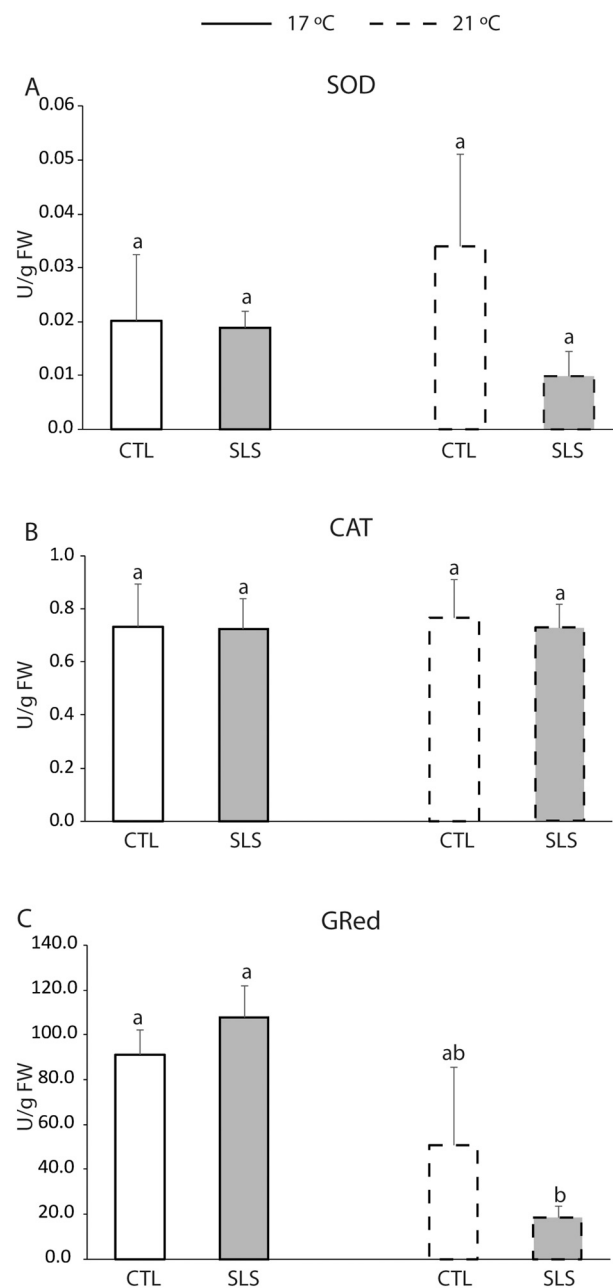 17 ºC 21 ºC
A SOD
0.06
0.05
0.04
0.03
0.02
0.01
0.0
U/g FW
a a a a
CTL SLS CTL SLS
B CAT
1.0
0.8
0.6
0.4
0.2
0.0
U/g FW
a a a a
CTL SLS CTL SLS
C GRed
140.0
120.0
100.0
80.0
60.0
40.0
20.0
0.0
U/g FW
a a ab b
CTL SLS CTL SLS